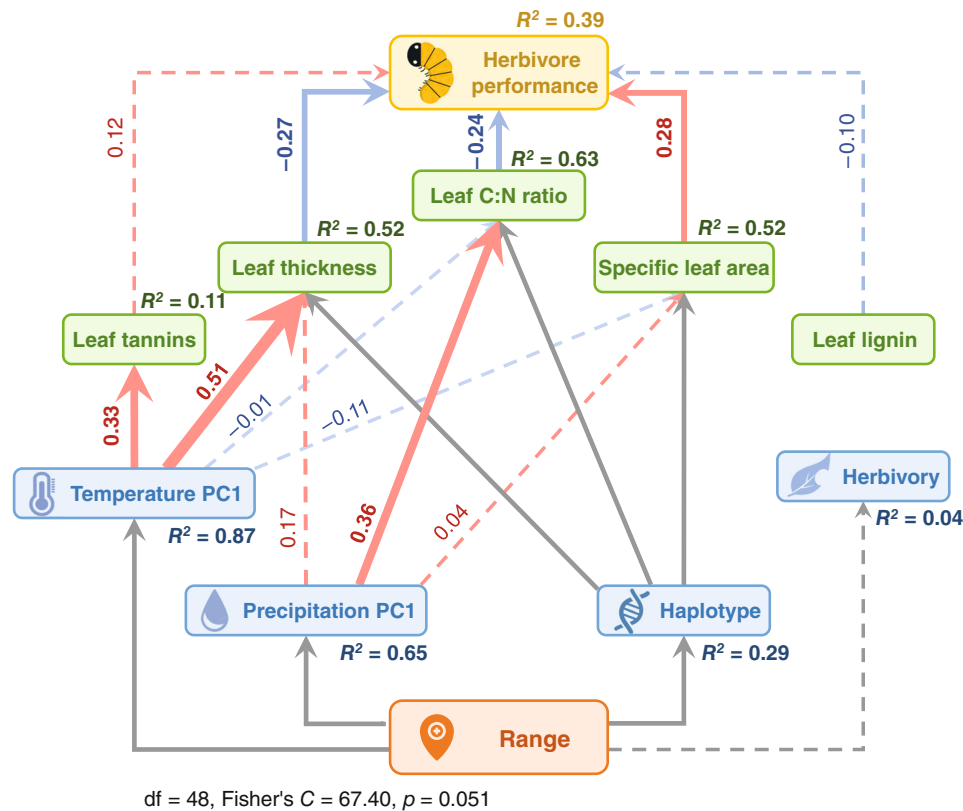 R² = 0.39
Herbivore
performance
0.12
−0.27
−0.24
0.28
−0.10
R² = 0.63
Leaf C:N ratio
R² = 0.52
R² = 0.52
Leaf thickness
Specific leaf area
R² = 0.11
Leaf tannins
Leaf lignin
0.33
0.51
−0.01
−0.11
Temperature PC1
Herbivory
R² = 0.87
0.17
0.36
0.04
R² = 0.04
Precipitation PC1
Haplotype
R² = 0.65
R² = 0.29
Range
df = 48, Fisher's C = 67.40, p = 0.051